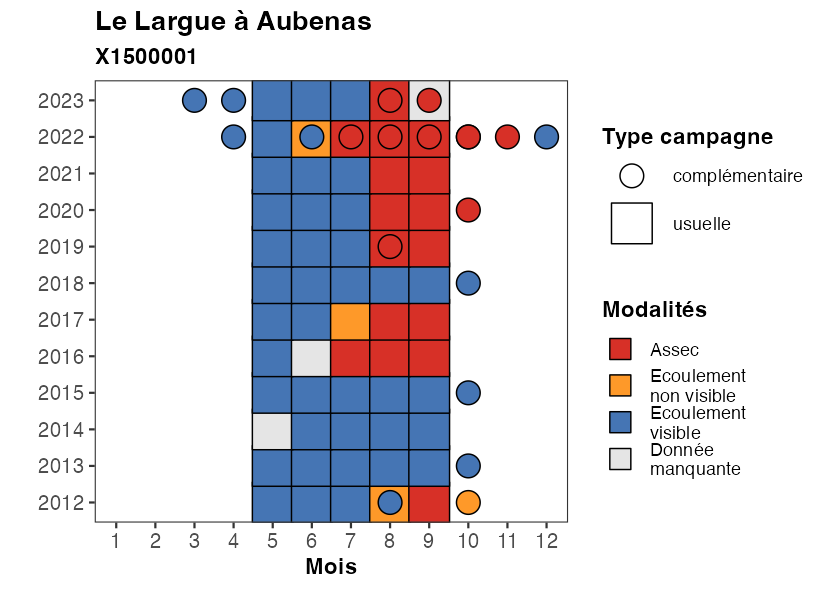 Le Largue à Aubenas
X1500001
2023
2022
2021
2020
2019
2018
2017
2016
2015
2014
2013
2012
1 2 3 4 5 6 7 8 9 10 11 12
Mois
Type campagne
complémentaire
usuelle
Modalités
Assec
Ecoulement
non visible
Ecoulement
visible
Donnée
manquante